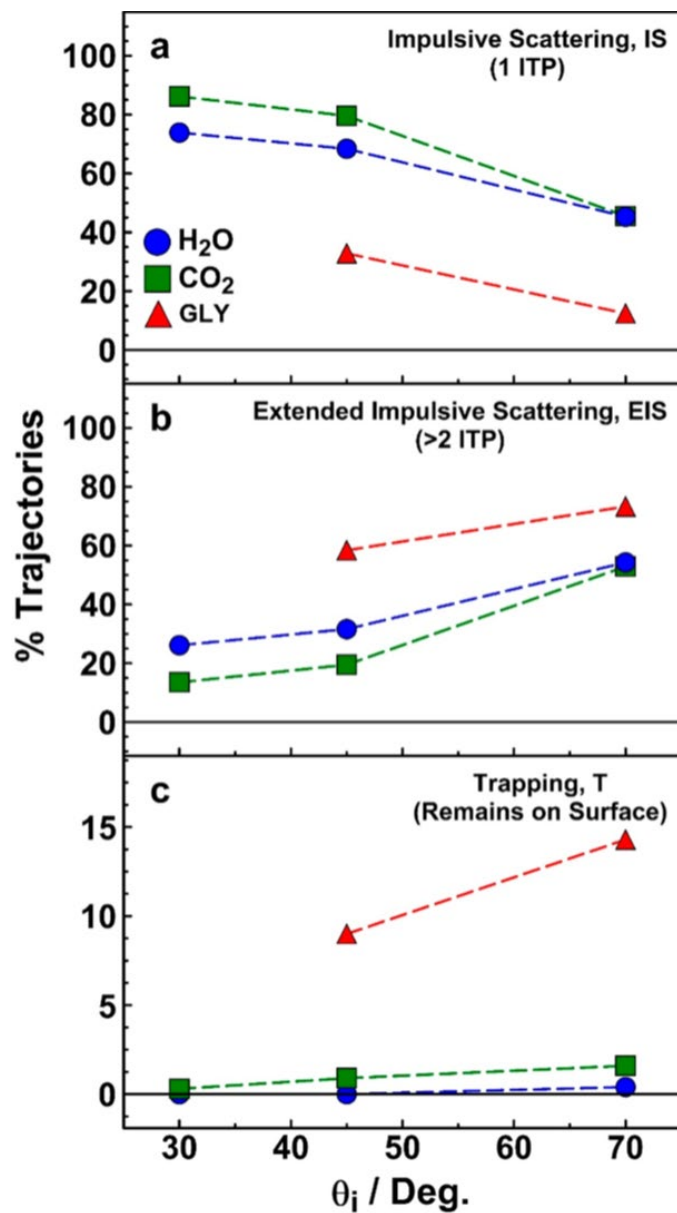 a
Impulsive Scattering, IS
(1 ITP)
100
80
60
40
20
0
H₂O
CO₂
GLY
b
Extended Impulsive Scattering, EIS
(>2 ITP)
100
80
60
40
20
0
% Trajectories
c
Trapping, T
(Remains on Surface)
15
10
5
0
30 40 50 60 70
θᵢ / Deg.